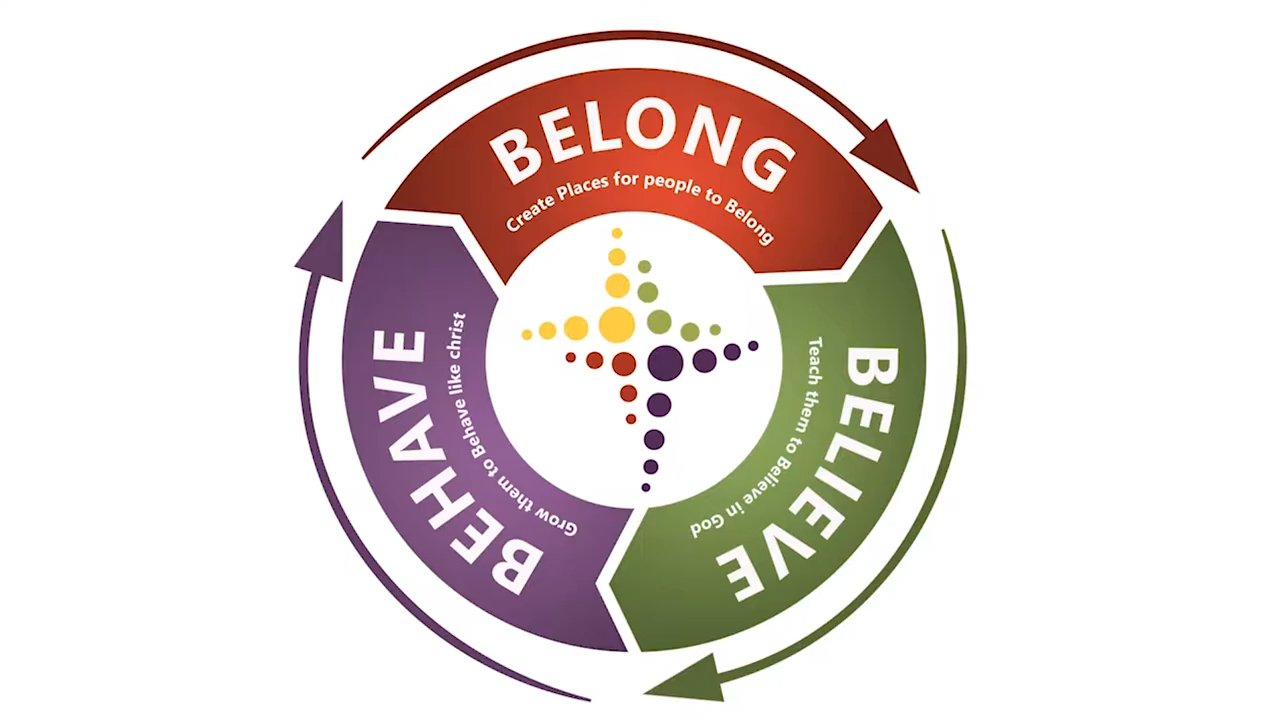 BELONG
Create Places for people to Belong
BELIEVE
Teach them to Believe in God
BEHAVE
Grow them to Behave like christ